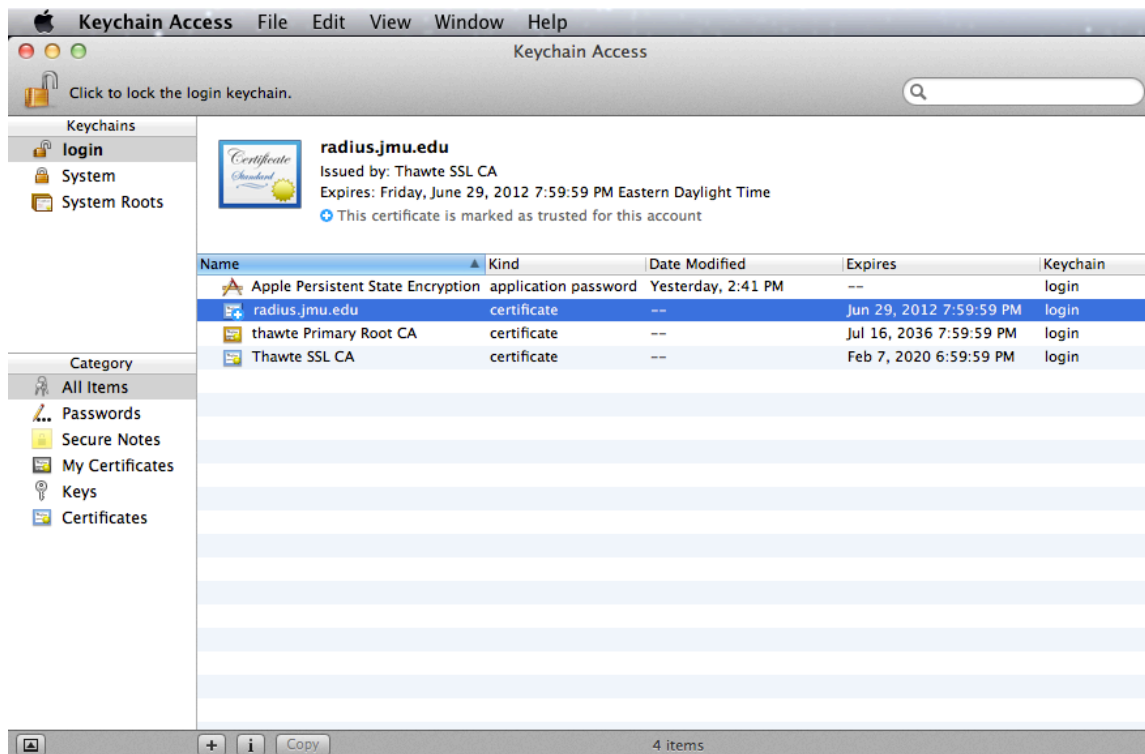 Keychain Access File Edit View Window Help
Keychain Access
Click to lock the login keychain.
Keychains
login
System
System Roots
Certificate
Standard
radius.jmu.edu
Issued by: Thawte SSL CA
Expires: Friday, June 29, 2012 7:59:59 PM Eastern Daylight Time
This certificate is marked as trusted for this account
Name Kind Date Modified Expires Keychain
Apple Persistent State Encryption application password Yesterday, 2:41 PM -- login
radius.jmu.edu certificate -- Jun 29, 2012 7:59:59 PM login
thawte Primary Root CA certificate -- Jul 16, 2036 7:59:59 PM login
Thawte SSL CA certificate -- Feb 7, 2020 6:59:59 PM login
Category
All Items
Passwords
Secure Notes
My Certificates
Keys
Certificates
+ i Copy 4 items